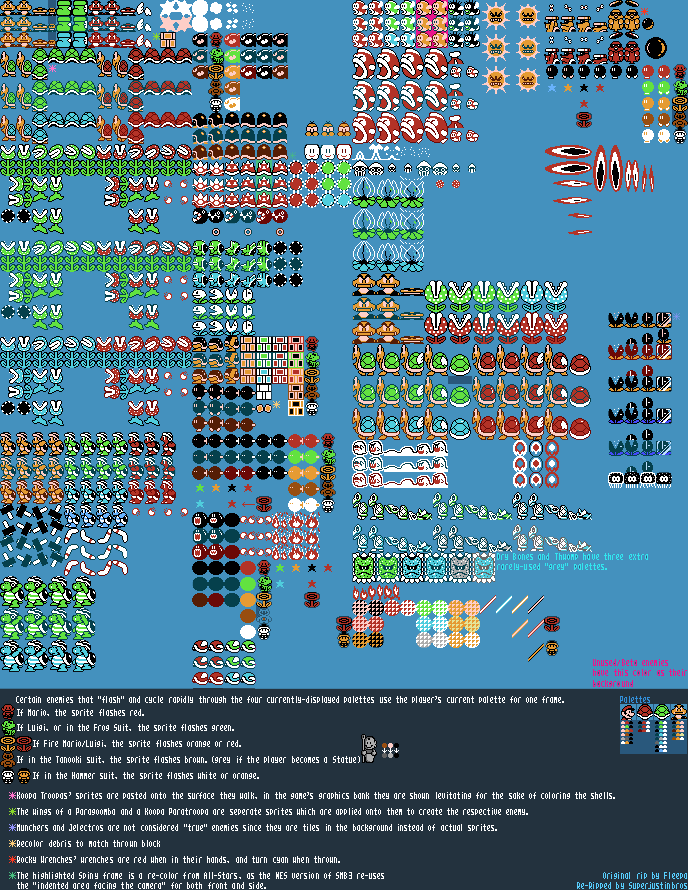 Dry Bones and Thwomp have three extra
rarely-used "grey" palettes.
Unused/Beta enemies
have this color as their
background
Certain enemies that "flash" and cycle rapidly through the four currently-displayed palettes use the player's current palette for one frame.
Palettes
If Mario, the sprite flashes red.
If Luigi, or in the Frog Suit, the sprite flashes green.
If Fire Mario/Luigi, the sprite flashes orange or red.
If in the Tanooki suit, the sprite flashes brown. (grey if the player becomes a Statue)
If in the Hammer suit, the sprite flashes white or orange.
Koopa Troopas' sprites are pasted onto the surface they walk, in the game's graphics bank they are shown levitating for the sake of coloring the shells.
The wings of a Paragoomba and a Koopa Paratroopa are seperate sprites which are applied onto them to create the respective enemy.
Munchers and Jelectros are not considered "true" enemies since they are tiles in the background instead of actual sprites.
Recolor debris to match thrown block
Rocky Wrenches' wrenches are red when in their hands, and turn cyan when thrown.
The highlighted Spiny frame is a re-color from All-Stars, as the NES version of SMB3 re-uses
the "indented area facing the camera" for both front and side.
Original rip by Fleepa
Re-Ripped by Superjustinbros